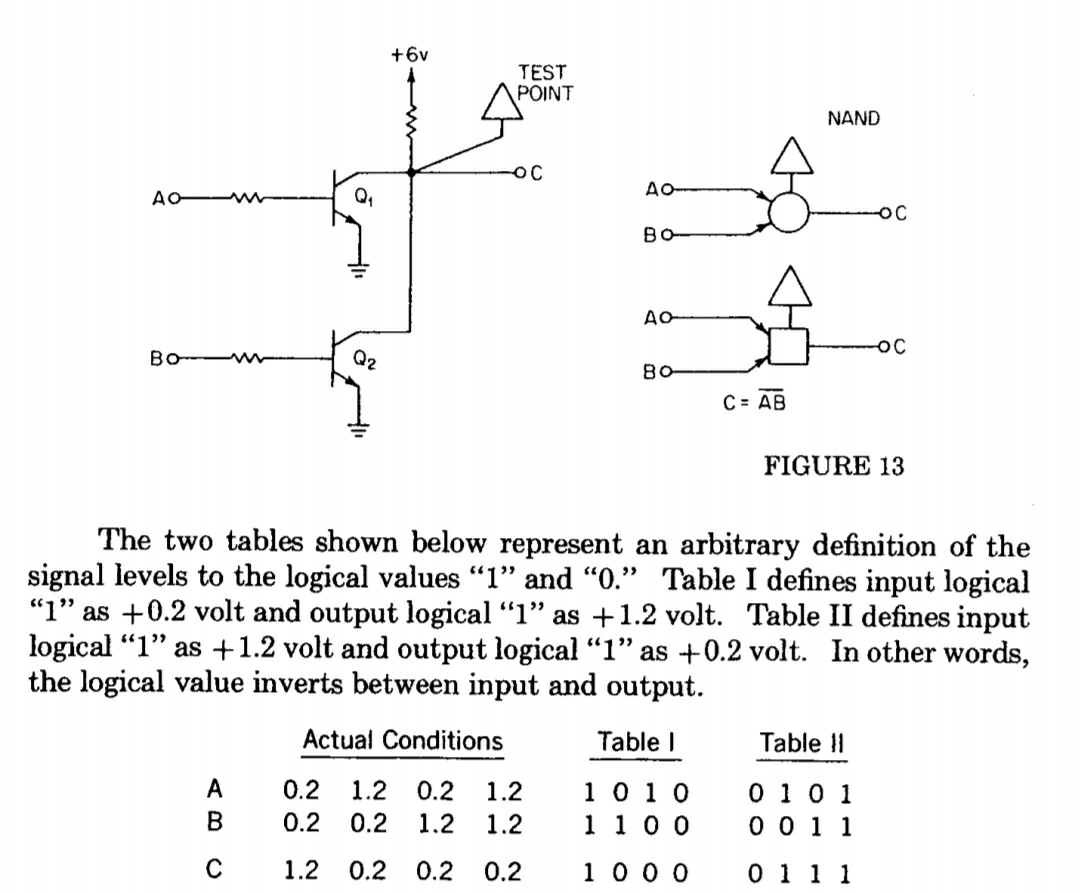 +6v
TEST
POINT
NAND
A
Q1
C
A
B
C
B
Q2
A
B
C
C = A̅B̅
FIGURE 13
The two tables shown below represent an arbitrary definition of the
signal levels to the logical values “1” and “0.” Table I defines input logical
“1” as +0.2 volt and output logical “1” as +1.2 volt. Table II defines input
logical “1” as +1.2 volt and output logical “1” as +0.2 volt. In other words,
the logical value inverts between input and output.
Actual Conditions Table I Table II
A 0.2 1.2 0.2 1.2 1 0 1 0 0 1 0 1
B 0.2 0.2 1.2 1.2 1 1 0 0 0 0 1 1
C 1.2 0.2 0.2 0.2 1 0 0 0 0 1 1 1